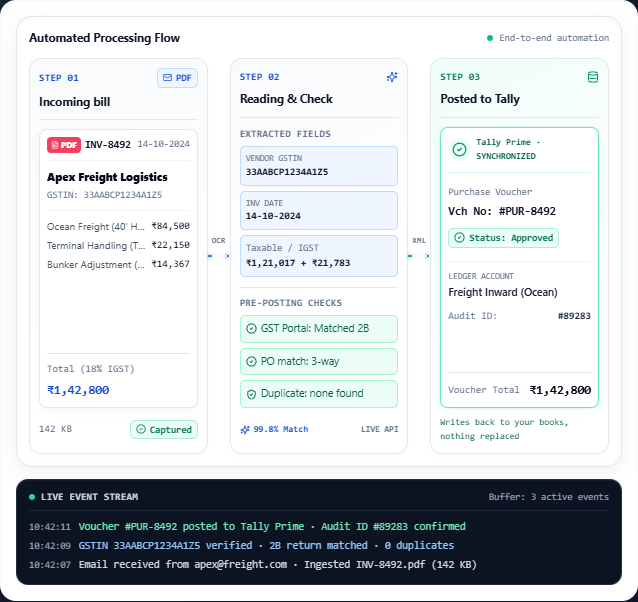 Automated Processing Flow
End-to-end automation
STEP 01
PDF
Incoming bill
PDF INV-8492 14-10-2024
Apex Freight Logistics
GSTIN: 33AABCP1234A1Z5
Ocean Freight (40' H... ₹84,500
Terminal Handling (T... ₹22,150
Bunker Adjustment (... ₹14,367
Total (18% IGST)
₹1,42,800
142 KB
Captured
OCR
STEP 02
Reading & Check
EXTRACTED FIELDS
VENDOR GSTIN
33AABCP1234A1Z5
INV DATE
14-10-2024
Taxable / IGST
₹1,21,017 + ₹21,783
PRE-POSTING CHECKS
GST Portal: Matched 2B
PO match: 3-way
Duplicate: none found
99.8% Match
LIVE API
XML
STEP 03
Posted to Tally
Tally Prime ·
SYNCHRONIZED
Purchase Voucher
Vch No: #PUR-8492
Status: Approved
LEDGER ACCOUNT
Freight Inward (Ocean)
Audit ID: #89283
Voucher Total ₹1,42,800
Writes back to your books,
nothing replaced
LIVE EVENT STREAM
Buffer: 3 active events
10:42:11 Voucher #PUR-8492 posted to Tally Prime · Audit ID #89283 confirmed
10:42:09 GSTIN 33AABCP1234A1Z5 verified · 2B return matched · 0 duplicates
10:42:07 Email received from apex@freight.com · Ingested INV-8492.pdf (142 KB)